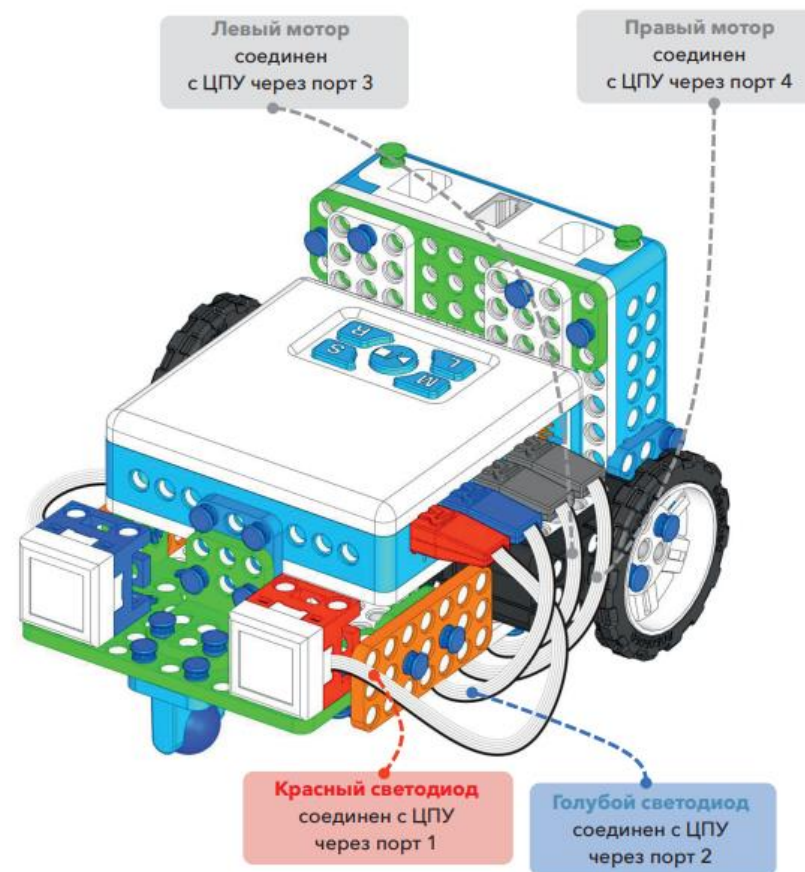 Левый мотор
соединен
с ЦПУ через порт 3
Правый мотор
соединен
с ЦПУ через порт 4
R
S
L
M
Красный светодиод
соединен с ЦПУ
через порт 1
Голубой светодиод
соединен с ЦПУ
через порт 2